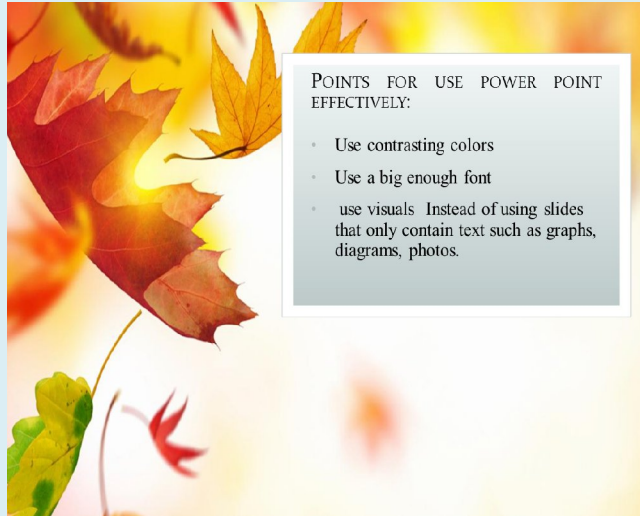 POINTS FOR USE POWER POINT
EFFECTIVELY:
• Use contrasting colors
• Use a big enough font
• use visuals Instead of using slides
that only contain text such as graphs,
diagrams, photos.